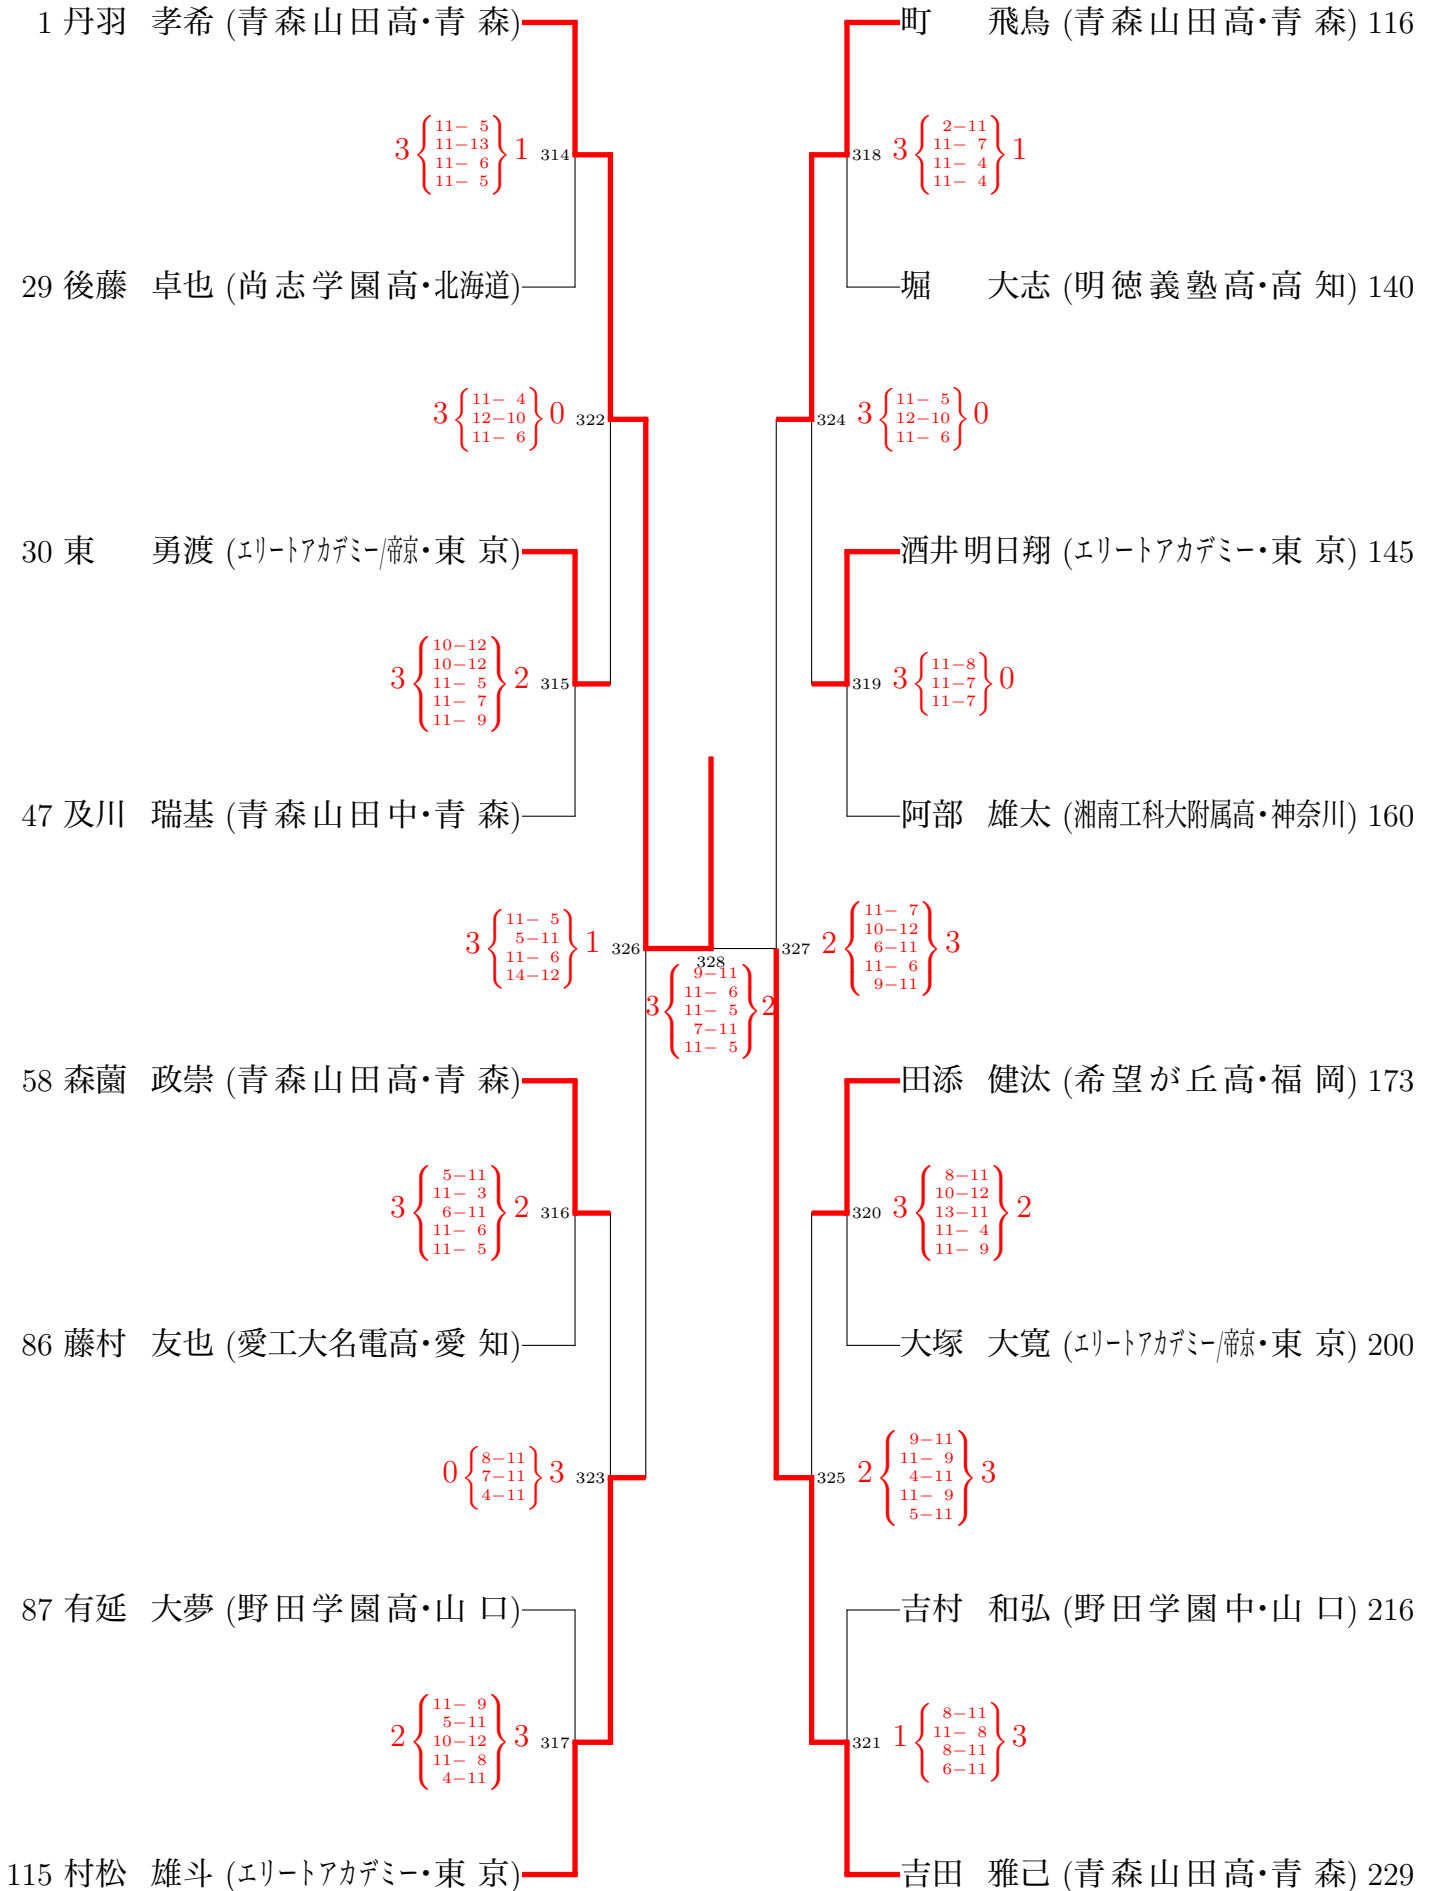 1 丹羽 孝希 (青森山田高・青 森)
町 飛鳥 (青森山田高・青 森) 116
11− 5
11−13
3 1 314
11− 6
11− 5
2−11
11− 7
318 3 1
11− 4
11− 4
29 後藤 卓也 (尚志学園高・北海道)
堀 大志 (明徳義塾高・高 知) 140
11− 4
3 12−10 0 322
11− 6
11− 5
324 3 12−10 0
11− 6
30 東 勇渡 (エリートアカデミー/帝京・東 京)
酒井明日翔 (エリートアカデミー・東 京) 145
10−12
10−12
3 11− 5 2 315
11− 7
11− 9
11−8
319 3 11−7 0
11−7
47 及川 瑞基 (青森山田中・青 森)
阿部 雄太 (湘南工科大附属高・神奈川) 160
11− 5
5−11
3 1 326
11− 6
14−12
11− 7
10−12
327 2 6−11 3
11− 6
9−11
328
9−11
11− 6
3 11− 5 2
7−11
11− 5
58 森薗 政崇 (青森山田高・青 森)
田添 健汰 (希望が丘高・福 岡) 173
5−11
11− 3
3 6−11 2 316
11− 6
11− 5
8−11
10−12
320 3 13−11 2
11− 4
11− 9
86 藤村 友也 (愛工大名電高・愛 知)
大塚 大寛 (エリートアカデミー/帝京・東 京) 200
8−11
0 7−11 3 323
4−11
9−11
11− 9
325 2 4−11 3
11− 9
5−11
87 有延 大夢 (野田学園高・山 口)
吉村 和弘 (野田学園中・山 口) 216
11− 9
5−11
2 10−12 3 317
11− 8
4−11
8−11
11− 8
321 1 3
8−11
6−11
115 村松 雄斗 (エリートアカデミー・東 京)
吉田 雅己 (青森山田高・青 森) 229